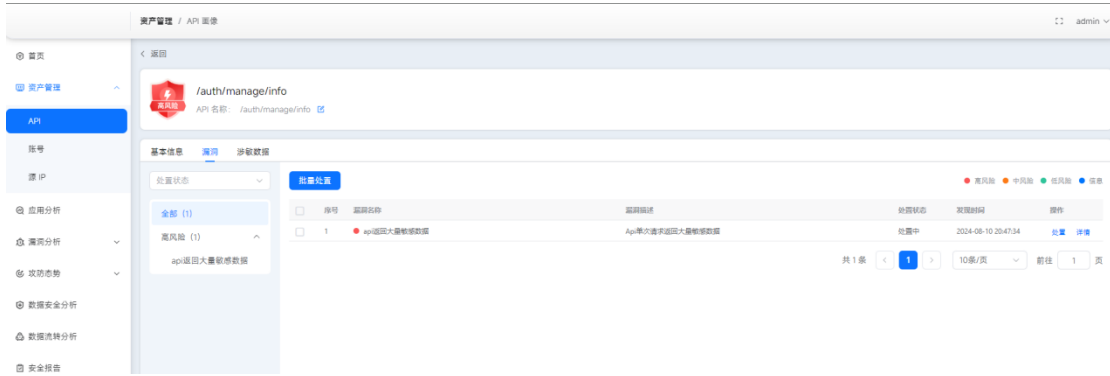 资产管理 / API 画像
admin
首页
资产管理
API
账号
源 IP
应用分析
漏洞分析
攻防态势
数据安全分析
数据流转分析
安全报告
返回
高风险
/auth/manage/info
API 名称： /auth/manage/info
基本信息 漏洞 涉敏数据
处置状态
全部 (1)
高风险 (1)
api返回大量敏感数据
批量处置
高风险 中风险 低风险 信息
序号 漏洞名称 漏洞描述 处置状态 发现时间 操作
1 api返回大量敏感数据 Api单次请求返回大量敏感数据 处置中 2024-08-10 20:47:34 处置 详情
共 1 条 1 10条/页 前往 1 页